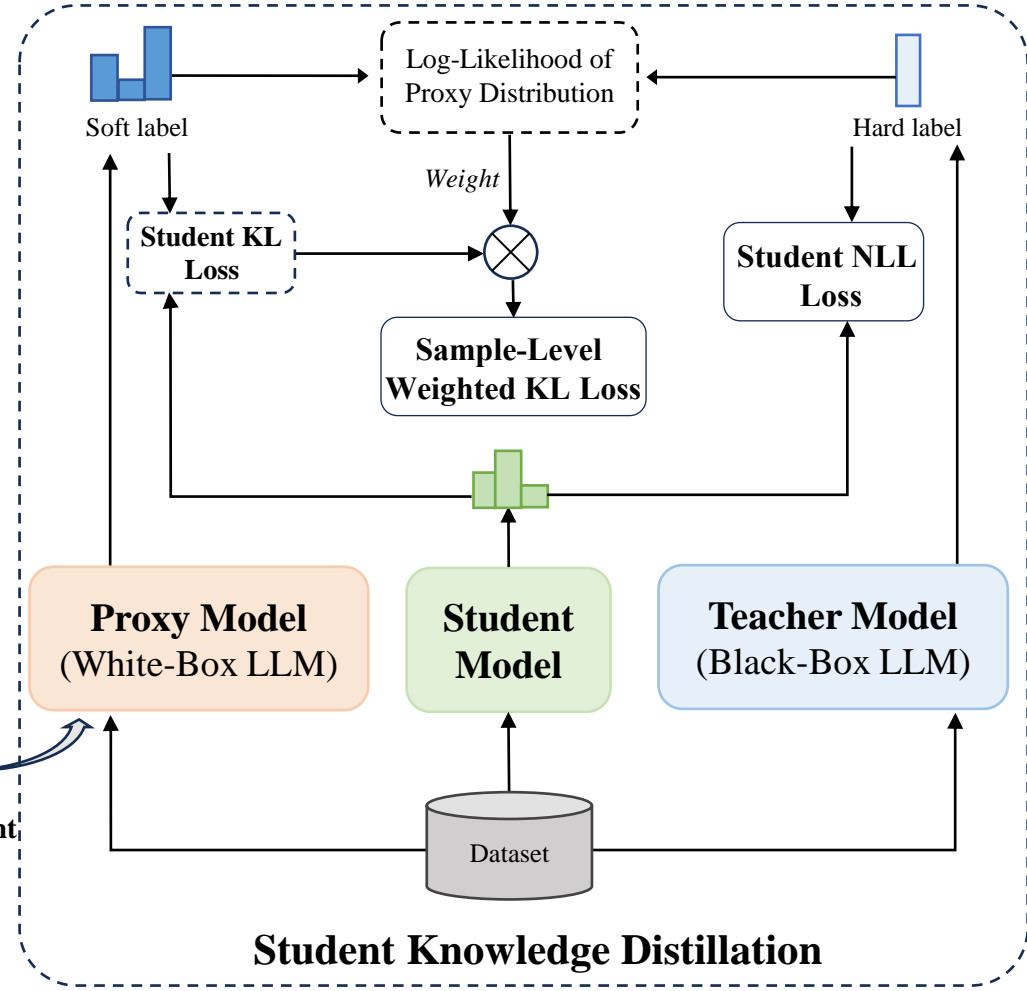 Log-Likelihood of
Proxy Distribution
Soft label
Hard label
Weight
Student KL
Loss
Student NLL
Loss
Sample-Level
Weighted KL Loss
Proxy Model
(White-Box LLM)
Student
Model
Teacher Model
(Black-Box LLM)
Dataset
Student Knowledge Distillation